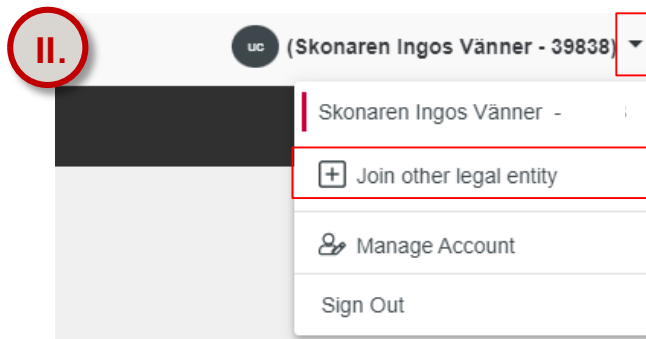 II.
uc (Skonaren Ingos Vänner - 39838)
Skonaren Ingos Vänner -
Join other legal entity
Manage Account
Sign Out